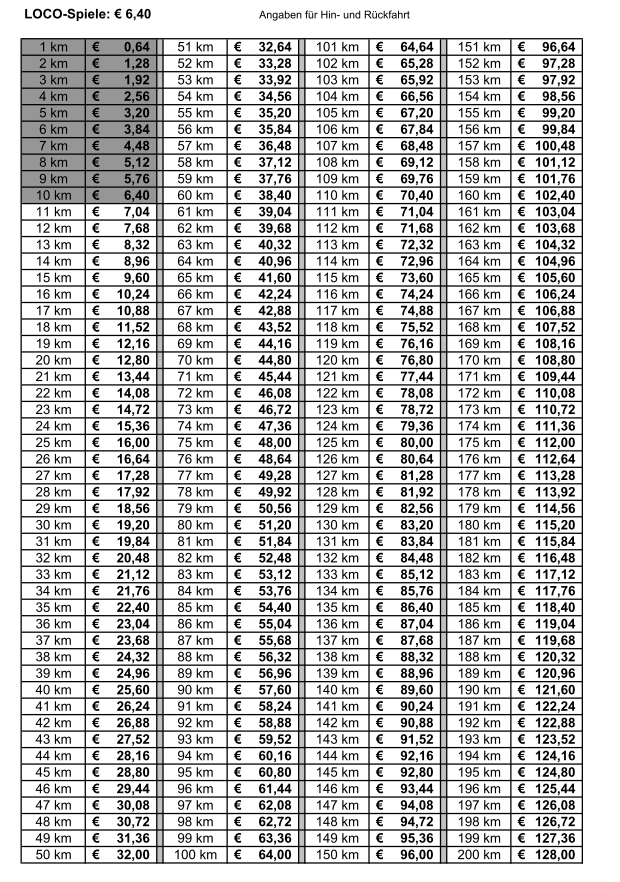 LOCO-Spiele: € 6,40 Angaben für Hin- und Rückfahrt
1 km € 0,64 51 km € 32,64 101 km € 64,64 151 km € 96,64
2 km € 1,28 52 km € 33,28 102 km € 65,28 152 km € 97,28
3 km € 1,92 53 km € 33,92 103 km € 65,92 153 km € 97,92
4 km € 2,56 54 km € 34,56 104 km € 66,56 154 km € 98,56
5 km € 3,20 55 km € 35,20 105 km € 67,20 155 km € 99,20
6 km € 3,84 56 km € 35,84 106 km € 67,84 156 km € 99,84
7 km € 4,48 57 km € 36,48 107 km € 68,48 157 km € 100,48
8 km € 5,12 58 km € 37,12 108 km € 69,12 158 km € 101,12
9 km € 5,76 59 km € 37,76 109 km € 69,76 159 km € 101,76
10 km € 6,40 60 km € 38,40 110 km € 70,40 160 km € 102,40
11 km € 7,04 61 km € 39,04 111 km € 71,04 161 km € 103,04
12 km € 7,68 62 km € 39,68 112 km € 71,68 162 km € 103,68
13 km € 8,32 63 km € 40,32 113 km € 72,32 163 km € 104,32
14 km € 8,96 64 km € 40,96 114 km € 72,96 164 km € 104,96
15 km € 9,60 65 km € 41,60 115 km € 73,60 165 km € 105,60
16 km € 10,24 66 km € 42,24 116 km € 74,24 166 km € 106,24
17 km € 10,88 67 km € 42,88 117 km € 74,88 167 km € 106,88
18 km € 11,52 68 km € 43,52 118 km € 75,52 168 km € 107,52
19 km € 12,16 69 km € 44,16 119 km € 76,16 169 km € 108,16
20 km € 12,80 70 km € 44,80 120 km € 76,80 170 km € 108,80
21 km € 13,44 71 km € 45,44 121 km € 77,44 171 km € 109,44
22 km € 14,08 72 km € 46,08 122 km € 78,08 172 km € 110,08
23 km € 14,72 73 km € 46,72 123 km € 78,72 173 km € 110,72
24 km € 15,36 74 km € 47,36 124 km € 79,36 174 km € 111,36
25 km € 16,00 75 km € 48,00 125 km € 80,00 175 km € 112,00
26 km € 16,64 76 km € 48,64 126 km € 80,64 176 km € 112,64
27 km € 17,28 77 km € 49,28 127 km € 81,28 177 km € 113,28
28 km € 17,92 78 km € 49,92 128 km € 81,92 178 km € 113,92
29 km € 18,56 79 km € 50,56 129 km € 82,56 179 km € 114,56
30 km € 19,20 80 km € 51,20 130 km € 83,20 180 km € 115,20
31 km € 19,84 81 km € 51,84 131 km € 83,84 181 km € 115,84
32 km € 20,48 82 km € 52,48 132 km € 84,48 182 km € 116,48
33 km € 21,12 83 km € 53,12 133 km € 85,12 183 km € 117,12
34 km € 21,76 84 km € 53,76 134 km € 85,76 184 km € 117,76
35 km € 22,40 85 km € 54,40 135 km € 86,40 185 km € 118,40
36 km € 23,04 86 km € 55,04 136 km € 87,04 186 km € 119,04
37 km € 23,68 87 km € 55,68 137 km € 87,68 187 km € 119,68
38 km € 24,32 88 km € 56,32 138 km € 88,32 188 km € 120,32
39 km € 24,96 89 km € 56,96 139 km € 88,96 189 km € 120,96
40 km € 25,60 90 km € 57,60 140 km € 89,60 190 km € 121,60
41 km € 26,24 91 km € 58,24 141 km € 90,24 191 km € 122,24
42 km € 26,88 92 km € 58,88 142 km € 90,88 192 km € 122,88
43 km € 27,52 93 km € 59,52 143 km € 91,52 193 km € 123,52
44 km € 28,16 94 km € 60,16 144 km € 92,16 194 km € 124,16
45 km € 28,80 95 km € 60,80 145 km € 92,80 195 km € 124,80
46 km € 29,44 96 km € 61,44 146 km € 93,44 196 km € 125,44
47 km € 30,08 97 km € 62,08 147 km € 94,08 197 km € 126,08
48 km € 30,72 98 km € 62,72 148 km € 94,72 198 km € 126,72
49 km € 31,36 99 km € 63,36 149 km € 95,36 199 km € 127,36
50 km € 32,00 100 km € 64,00 150 km € 96,00 200 km € 128,00